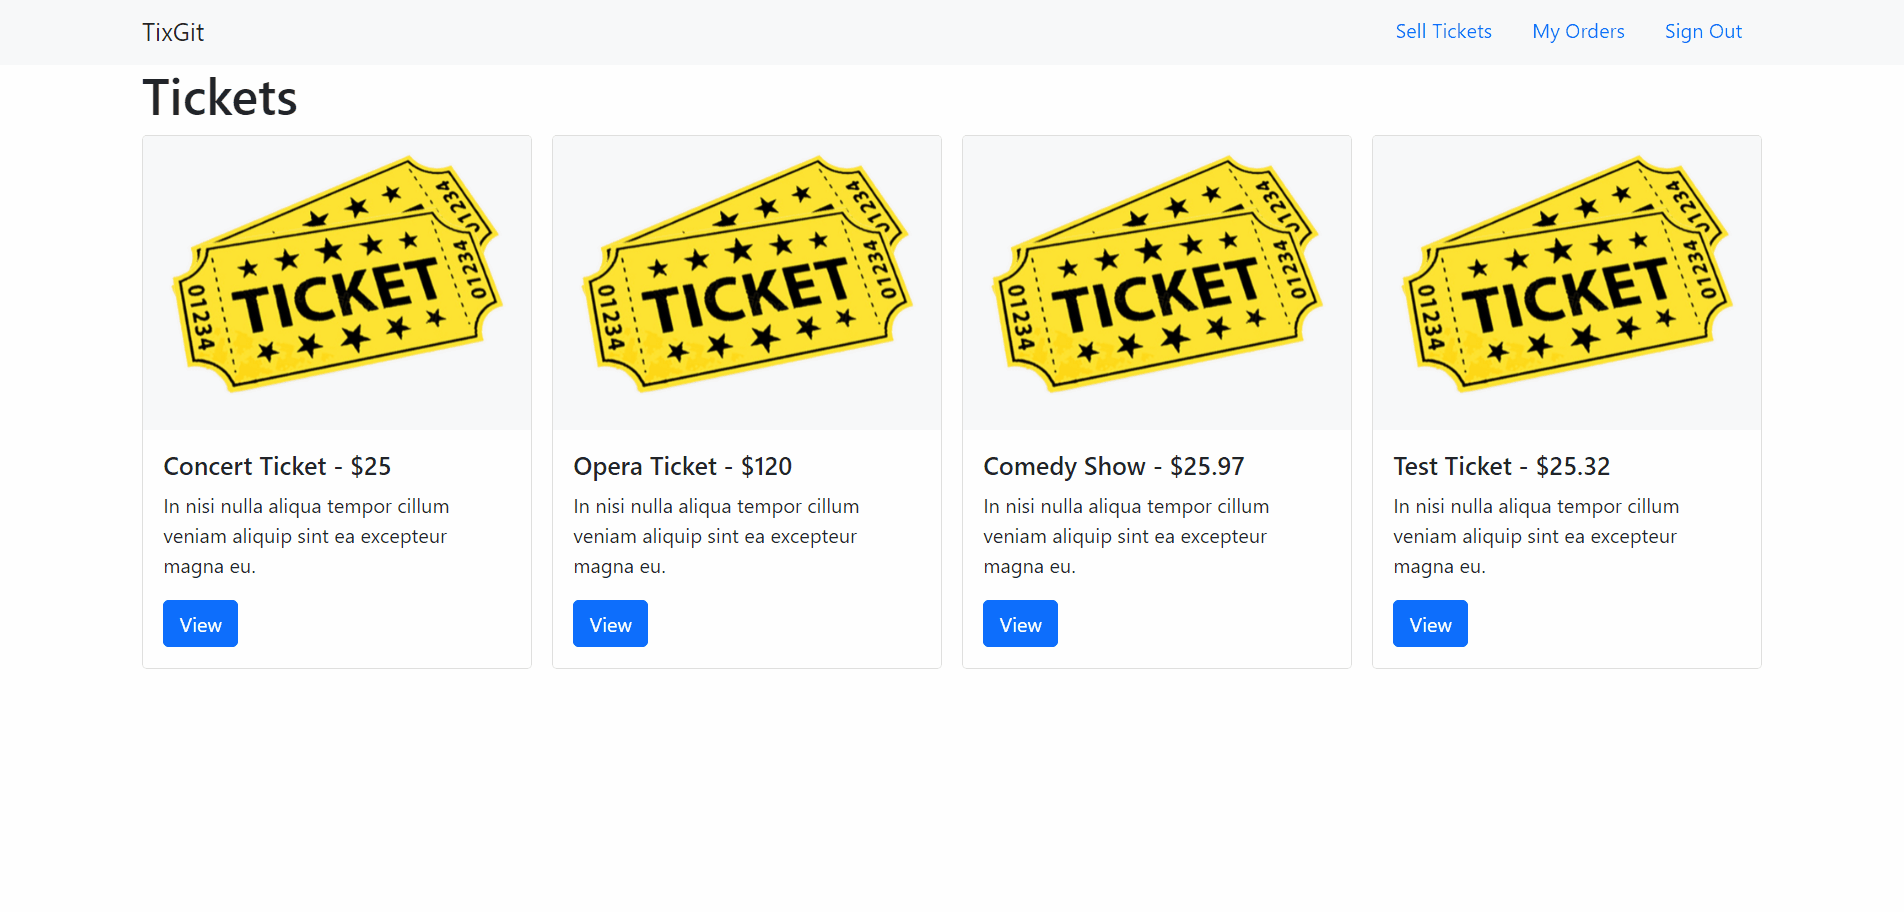 TixGit
Sell Tickets My Orders Sign Out
Tickets
01234 TICKET 01234 01234
01234 TICKET 01234 01234
01234 TICKET 01234 01234
01234 TICKET 01234 01234
Concert Ticket - $25
In nisi nulla aliqua tempor cillum
veniam aliquip sint ea excepteur
magna eu.
View
Opera Ticket - $120
In nisi nulla aliqua tempor cillum
veniam aliquip sint ea excepteur
magna eu.
View
Comedy Show - $25.97
In nisi nulla aliqua tempor cillum
veniam aliquip sint ea excepteur
magna eu.
View
Test Ticket - $25.32
In nisi nulla aliqua tempor cillum
veniam aliquip sint ea excepteur
magna eu.
View